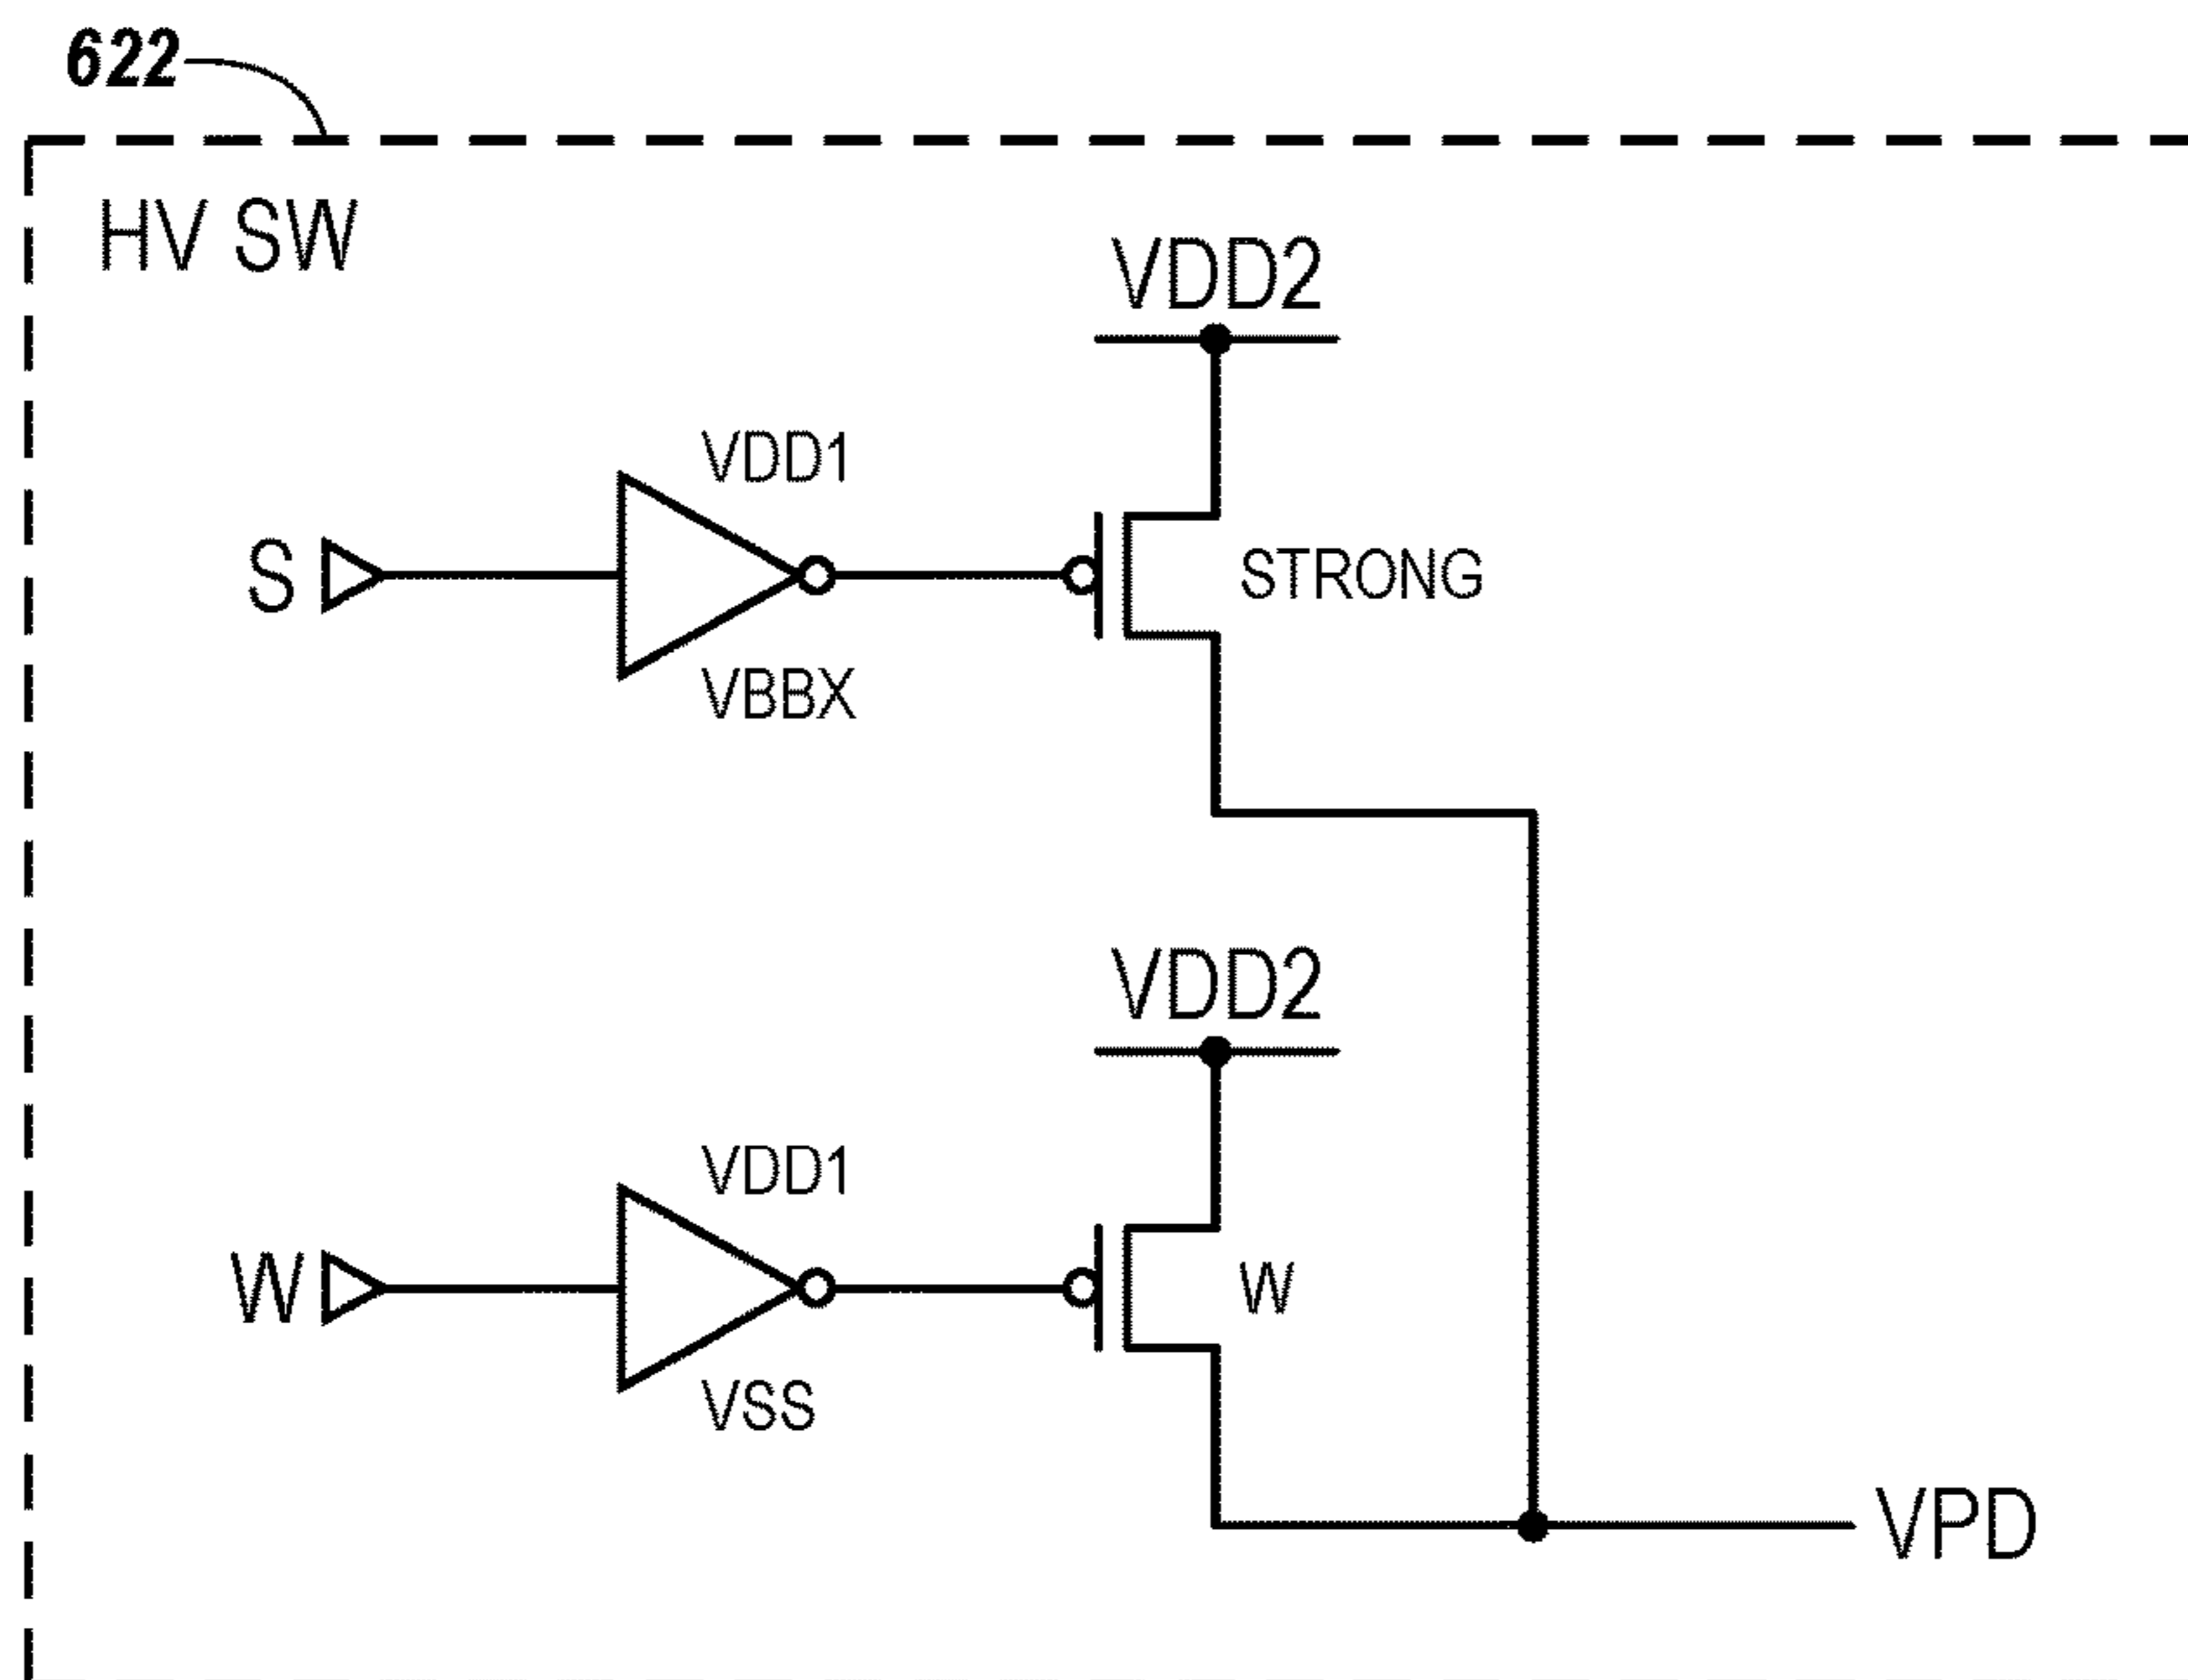 622
HV SW
VDD2
VDD1
S
STRONG
VBBX
VDD2
VDD1
W
W
VSS
VPD